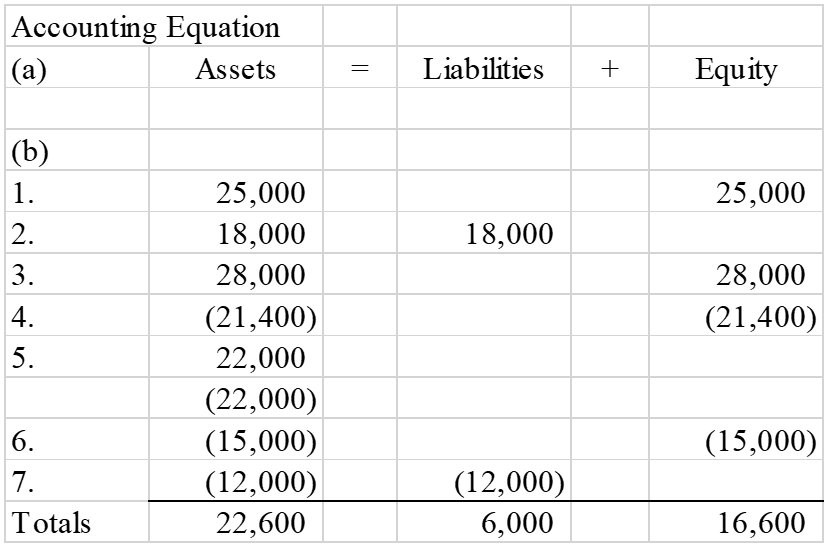 Accounting Equation
(a) Assets = Liabilities + Equity
(b)
1. 25,000 25,000
2. 18,000 18,000
3. 28,000 28,000
4. (21,400) (21,400)
5. 22,000
(22,000)
6. (15,000) (15,000)
7. (12,000) (12,000)
Totals 22,600 6,000 16,600